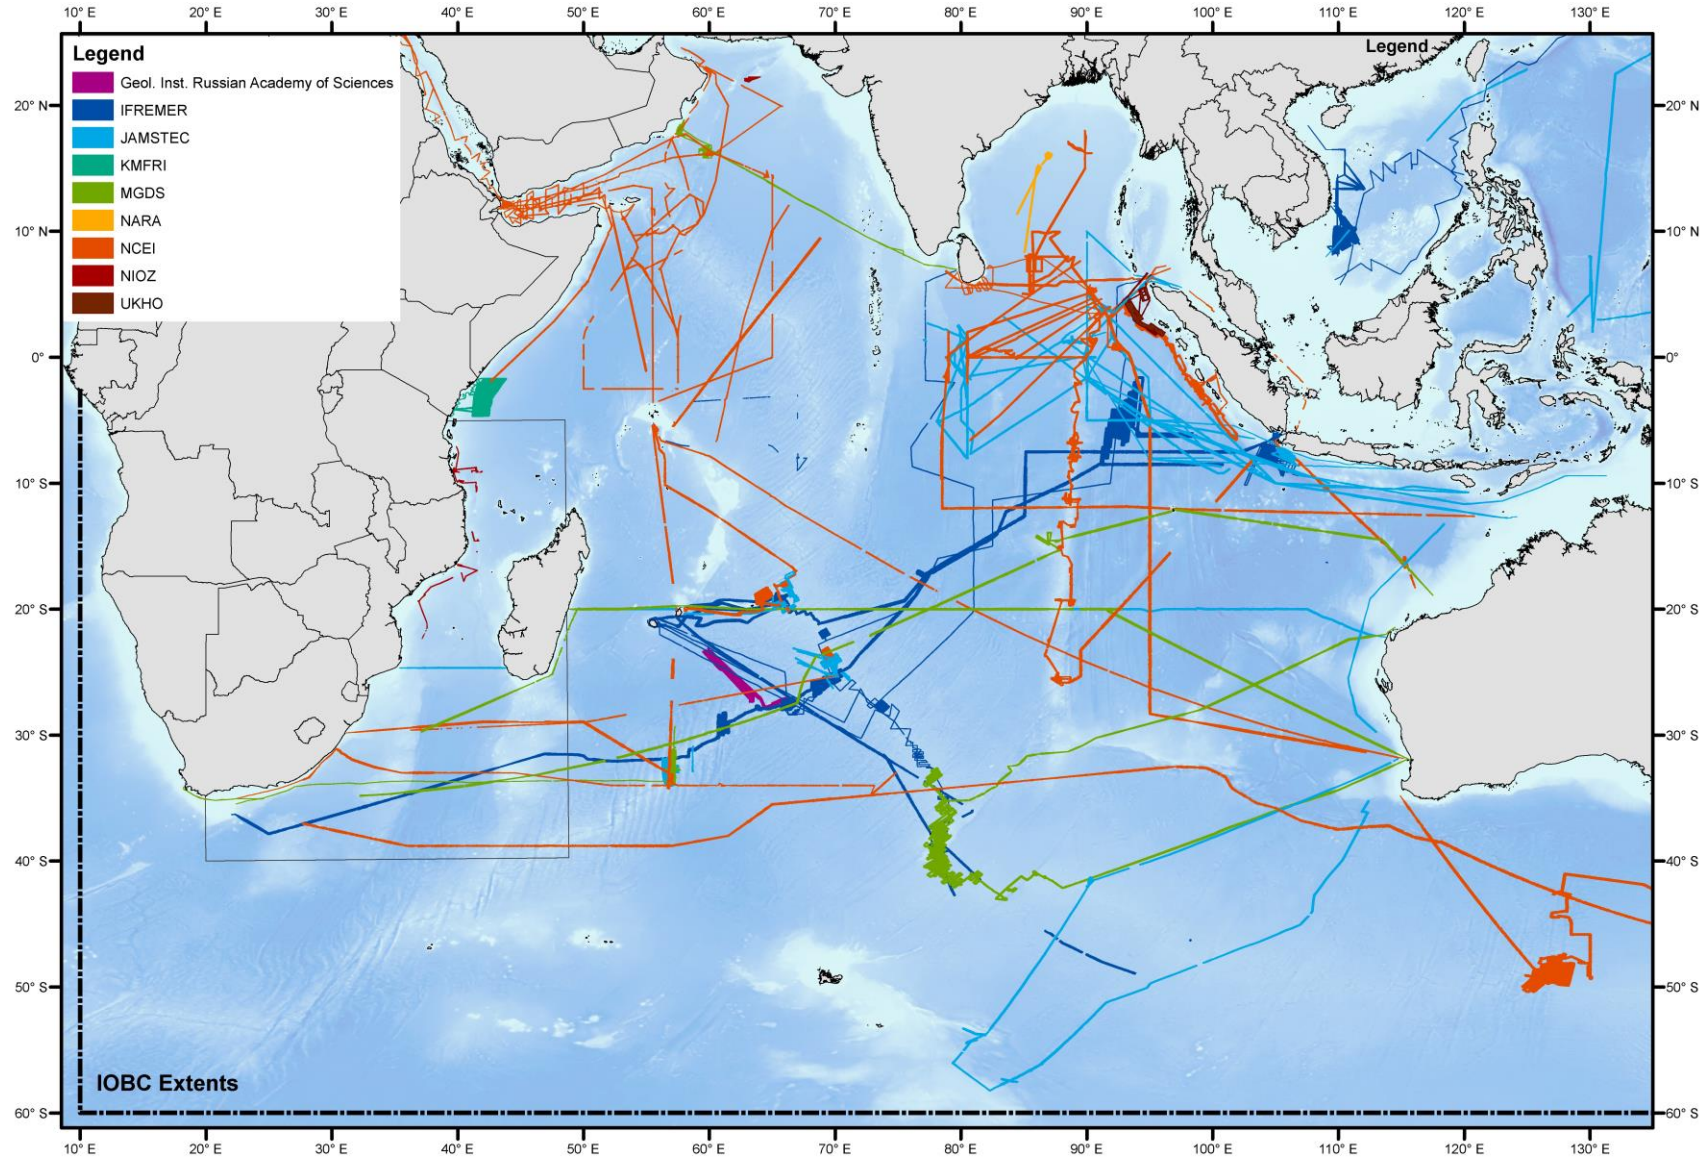 10° E 20° E 30° E 40° E 50° E 60° E 70° E 80° E 90° E 100° E 110° E 120° E 130° E
Legend
Geol. Inst. Russian Academy of Sciences
IFREMER
JAMSTEC
KMFRI
MGDS
NARA
NCEI
NIOZ
UKHO
Legend
20° N 20° N
10° N 10° N
0° 0°
10° S 10° S
20° S 20° S
30° S 30° S
40° S 40° S
50° S 50° S
IOBC Extents
60° S 60° S
10° E 20° E 30° E 40° E 50° E 60° E 70° E 80° E 90° E 100° E 110° E 120° E 130° E